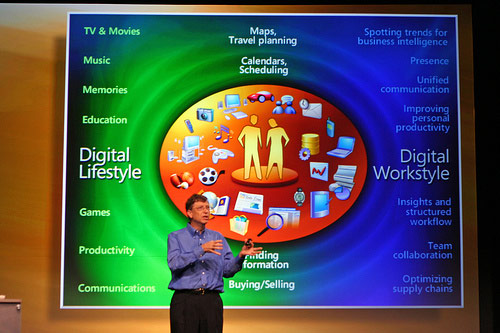 TV & Movies
Music
Memories
Education
Digital
Lifestyle
Games
Productivity
Communications
Maps,
Travel planning
Calendars,
Scheduling
Finding
formation
Buying/Selling
Spotting trends for
business intelligence
Presence
Unified
communication
Improving
personal
productivity
Digital
Workstyle
Insights and
structured
workflow
Team
collaboration
Optimizing
supply chains